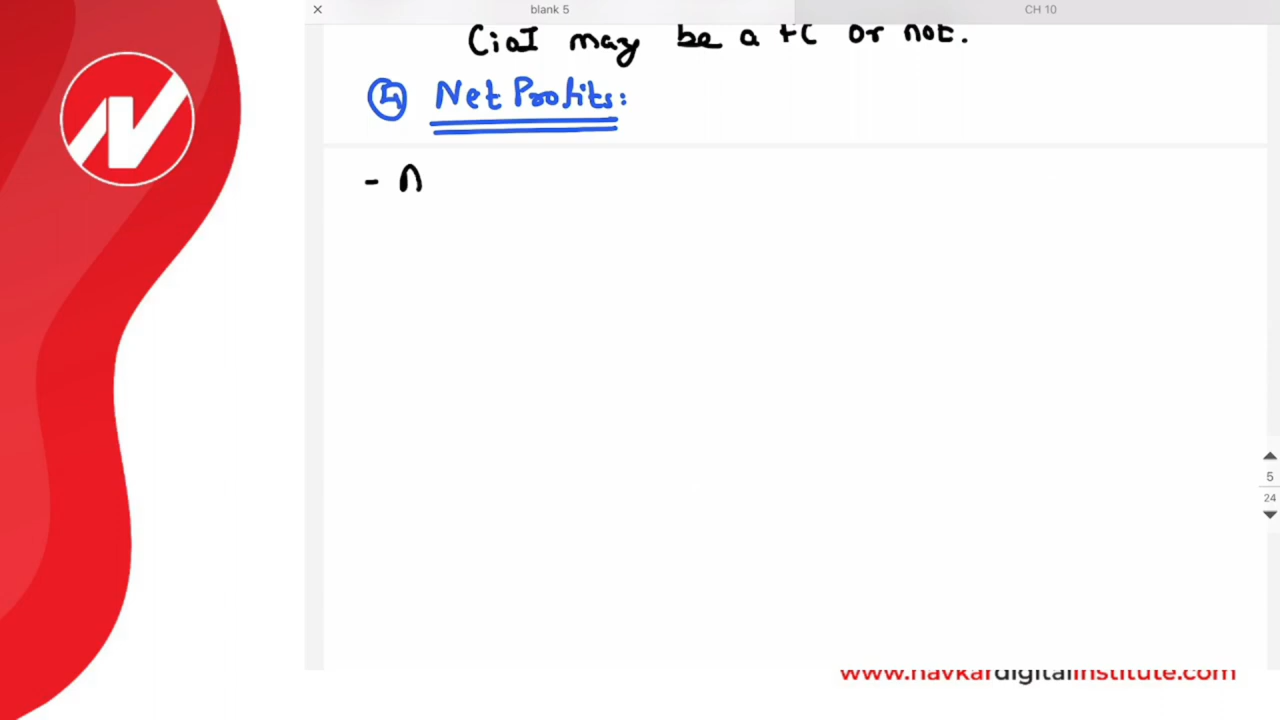 blank 5
CH 10
CioI may be a FC or not.
④ Net Profits:
- n
5
24
www.navkardigitalinstitute.com